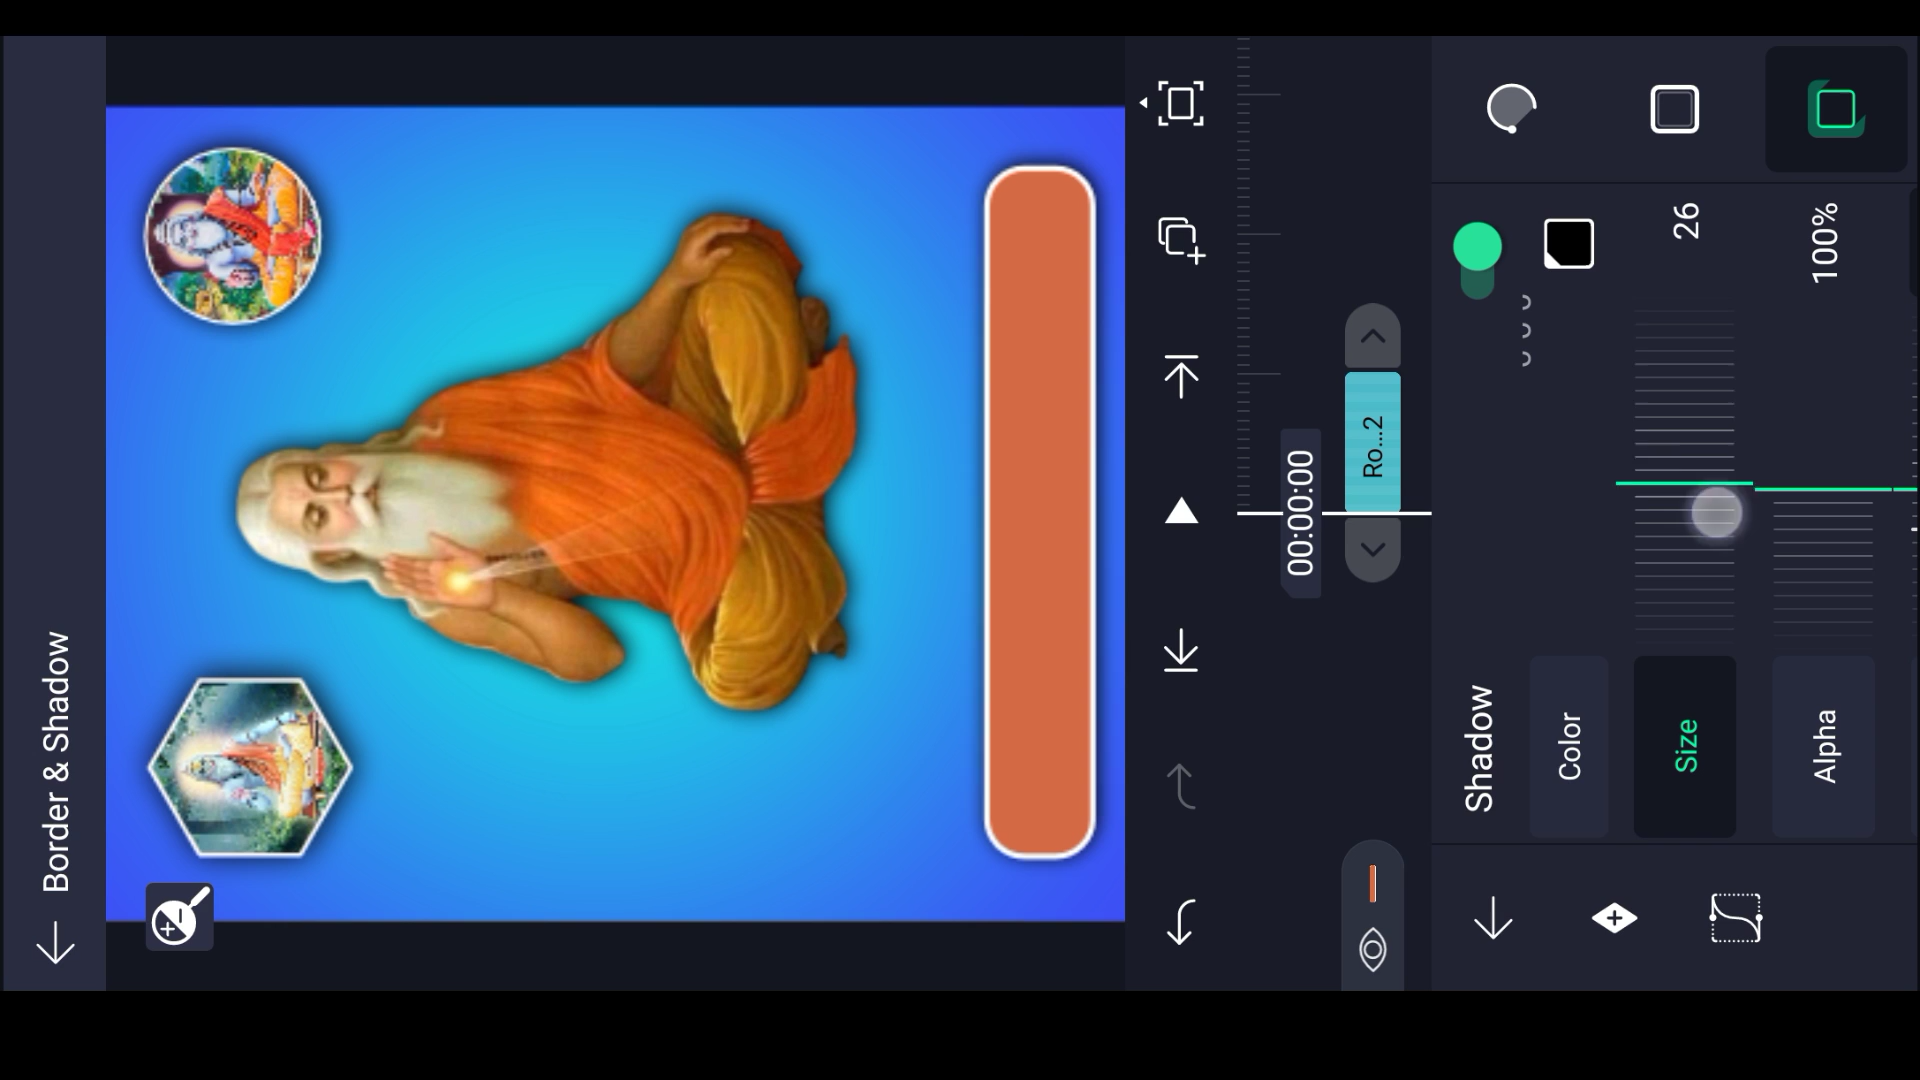 Border & Shadow
00:00:00
Ro...2
Shadow
Color
Size
26
Alpha
100%